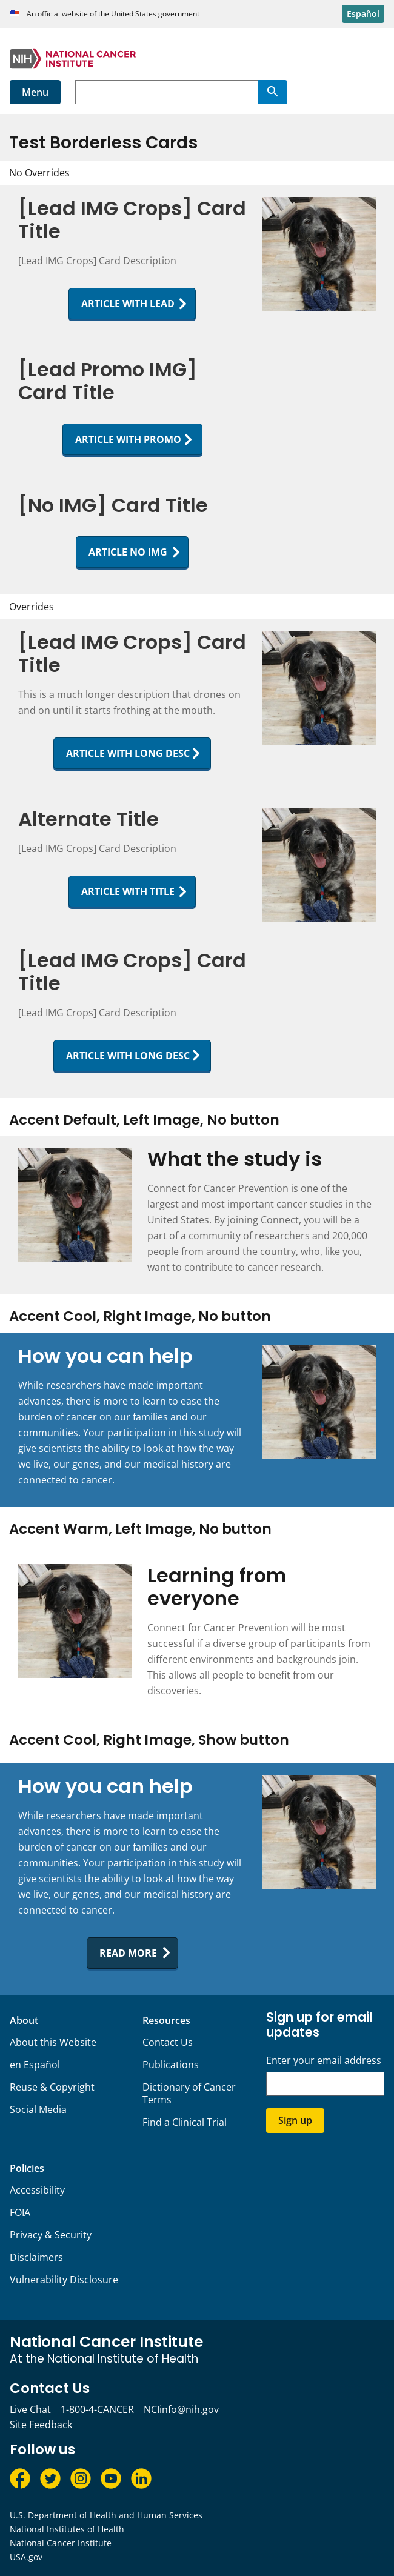 An official website of the United States government
Español
NIH NATIONAL CANCER
INSTITUTE
Menu
Test Borderless Cards
No Overrides
[Lead IMG Crops] Card
Title
[Lead IMG Crops] Card Description
ARTICLE WITH LEAD
[Lead Promo IMG]
Card Title
ARTICLE WITH PROMO
[No IMG] Card Title
ARTICLE NO IMG
Overrides
[Lead IMG Crops] Card
Title
This is a much longer description that drones on
and on until it starts frothing at the mouth.
ARTICLE WITH LONG DESC
Alternate Title
[Lead IMG Crops] Card Description
ARTICLE WITH TITLE
[Lead IMG Crops] Card
Title
[Lead IMG Crops] Card Description
ARTICLE WITH LONG DESC
Accent Default, Left Image, No button
What the study is
Connect for Cancer Prevention is one of the
largest and most important cancer studies in the
United States. By joining Connect, you will be a
part of a community of researchers and 200,000
people from around the country, who, like you,
want to contribute to cancer research.
Accent Cool, Right Image, No button
How you can help
While researchers have made important
advances, there is more to learn to ease the
burden of cancer on our families and our
communities. Your participation in this study will
give scientists the ability to look at how the way
we live, our genes, and our medical history are
connected to cancer.
Accent Warm, Left Image, No button
Learning from
everyone
Connect for Cancer Prevention will be most
successful if a diverse group of participants from
different environments and backgrounds join.
This allows all people to benefit from our
discoveries.
Accent Cool, Right Image, Show button
How you can help
While researchers have made important
advances, there is more to learn to ease the
burden of cancer on our families and our
communities. Your participation in this study will
give scientists the ability to look at how the way
we live, our genes, and our medical history are
connected to cancer.
READ MORE
About
About this Website
en Español
Reuse & Copyright
Social Media
Resources
Contact Us
Publications
Dictionary of Cancer
Terms
Find a Clinical Trial
Sign up for email
updates
Enter your email address
Sign up
Policies
Accessibility
FOIA
Privacy & Security
Disclaimers
Vulnerability Disclosure
National Cancer Institute
At the National Institute of Health
Contact Us
Live Chat 1-800-4-CANCER NCIinfo@nih.gov
Site Feedback
Follow us
U.S. Department of Health and Human Services
National Institutes of Health
National Cancer Institute
USA.gov